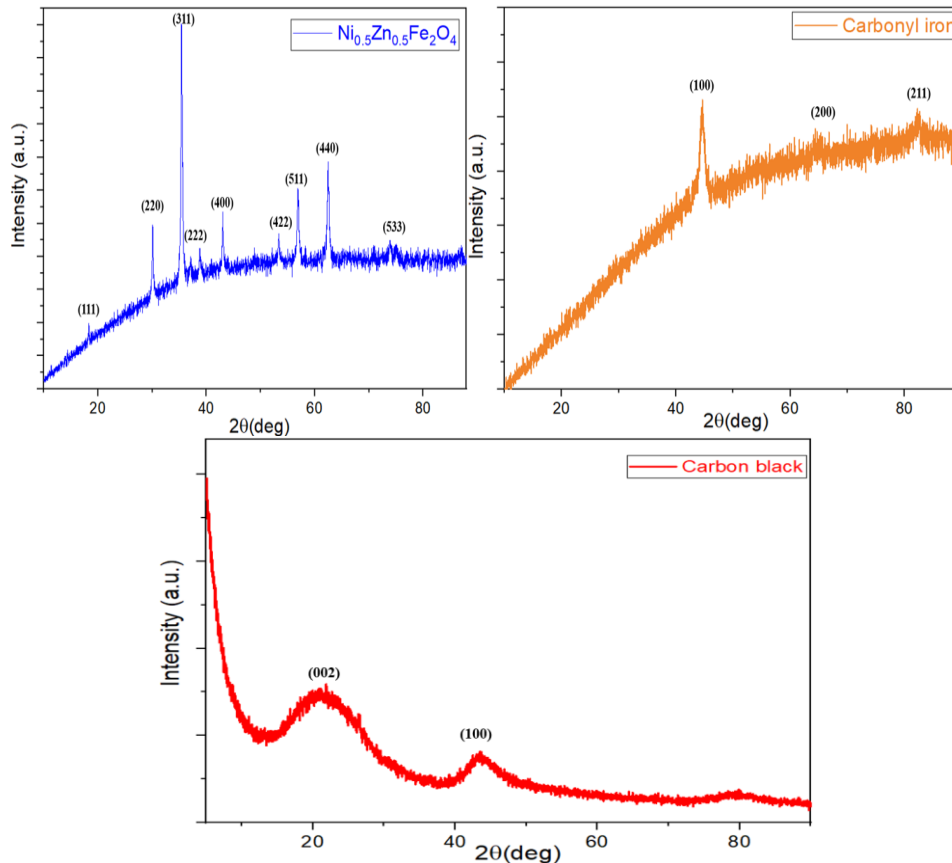 Ni0.5Zn0.5Fe2O4
(311)
(440)
(511)
(220)
(400)
(422)
(533)
(222)
(111)
Intensity (a.u.)
20 40 60 80
2θ(deg)
Carbonyl iron
(100)
(211)
(200)
Intensity (a.u.)
20 40 60 80
2θ(deg)
Carbon black
(002)
(100)
Intensity (a.u.)
20 40 60 80
2θ(deg)